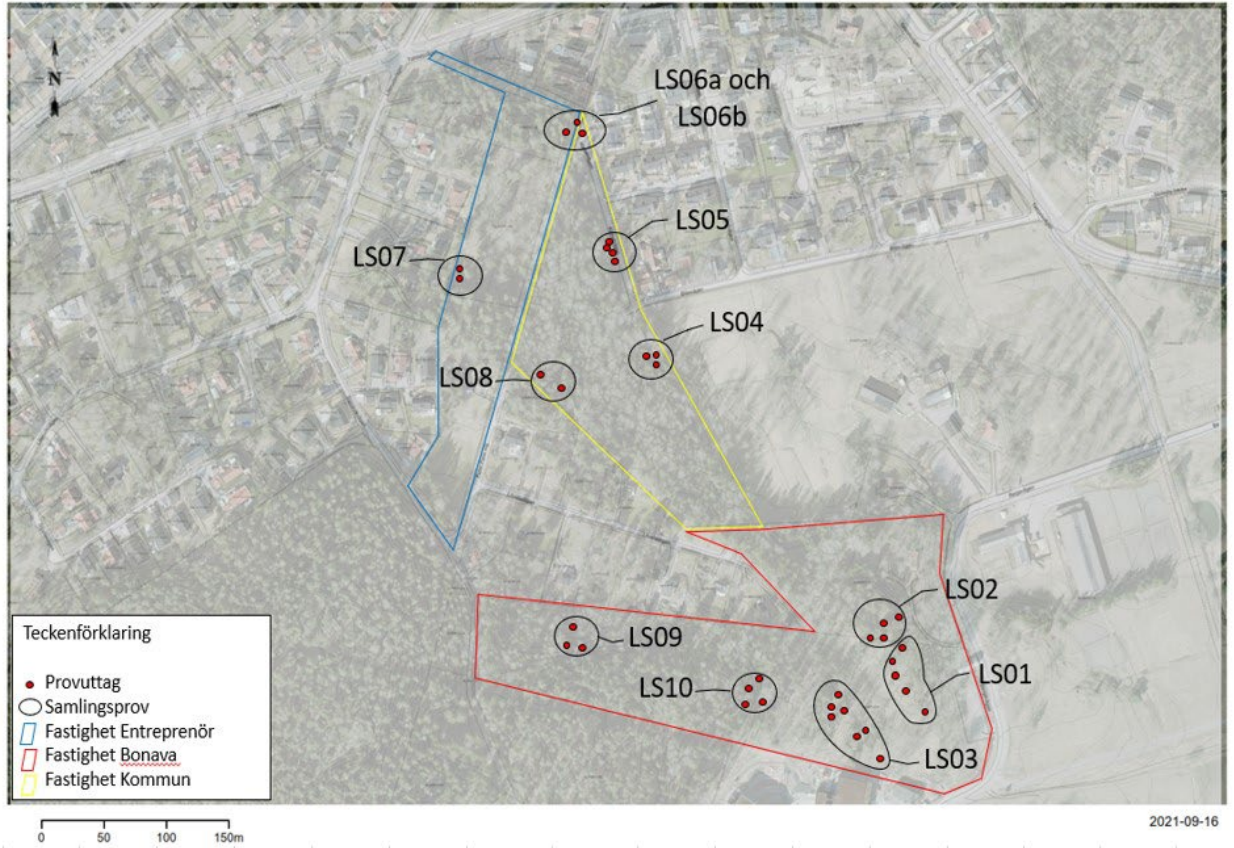 N
LS06a och
LS06b
LS05
LS07
LS04
LS08
LS02
LS09
LS01
LS10
LS03
Teckenförklaring
Provuttag
Samlingsprov
Fastighet Entreprenör
Fastighet Bonava
Fastighet Kommun
2021-09-16
0 50 100 150m